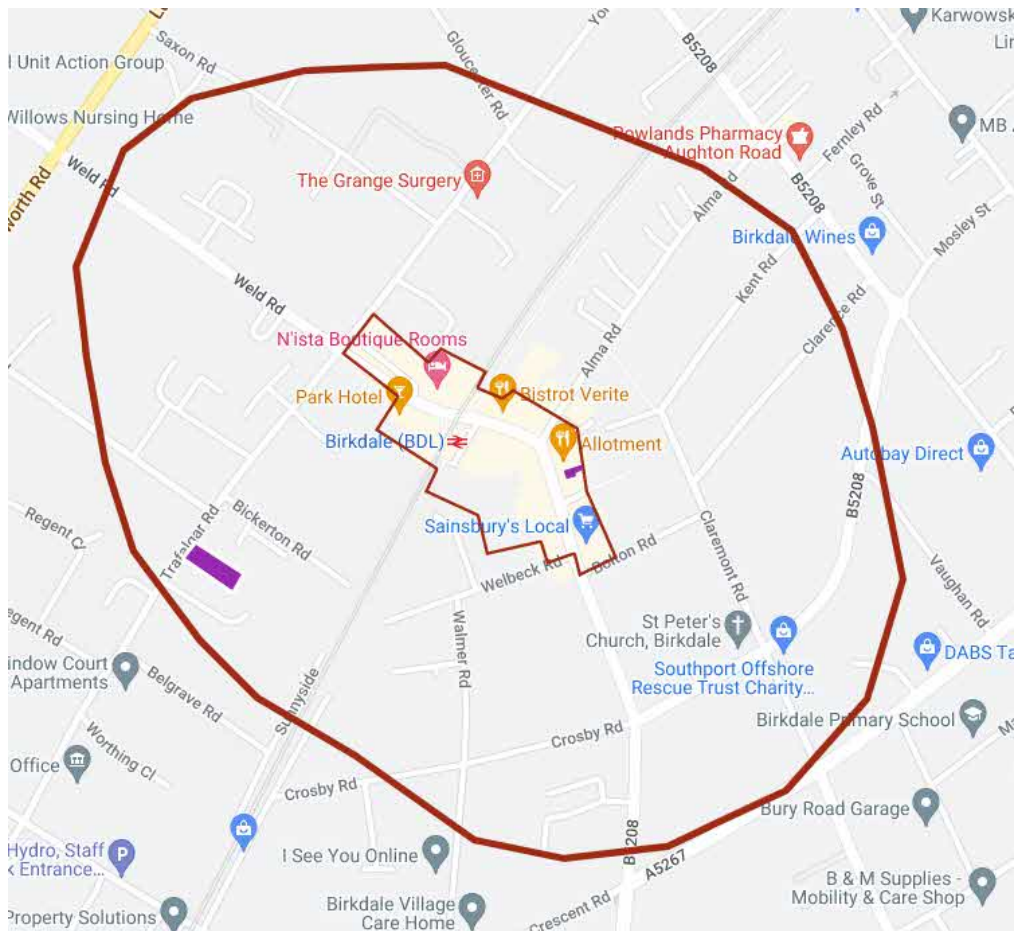 Saxon Rd
Gloucester Rd
B5208
Karwowsk
l Unit Action Group
Willows Nursing Home
Rowlands Pharmacy
Aughton Road
Fernley Rd
MB
Weld Rd
The Grange Surgery
Alma Rd
B5208
Grove St
worth Rd
Birkdale Wines
Mosley St
Kent Rd
Weld Rd
Clarence Rd
N'ista Boutique Rooms
Alma Rd
Park Hotel
Bistrot Verite
Birkdale (BDL)
Allotment
Autobay Direct
B5208
Regent Cl
Trafalgar Rd
Bickerton Rd
Sainsbury's Local
Claremont Rd
Welbeck Rd
Bolton Rd
Vaughan Rd
egent Rd
Walmer Rd
St Peter's
Church, Birkdale
indow Court
Apartments
Belgrave Rd
Sunnyside
Southport Offshore
Rescue Trust Charity...
DABS Ta
Birkdale Primary School
Worthing Cl
Crosby Rd
Office
Crosby Rd
Bury Road Garage
B5208
A5267
Hydro, Staff
k Entrance...
P
I See You Online
B & M Supplies -
Mobility & Care Shop
Property Solutions
Birkdale Village
Care Home
Crescent Rd